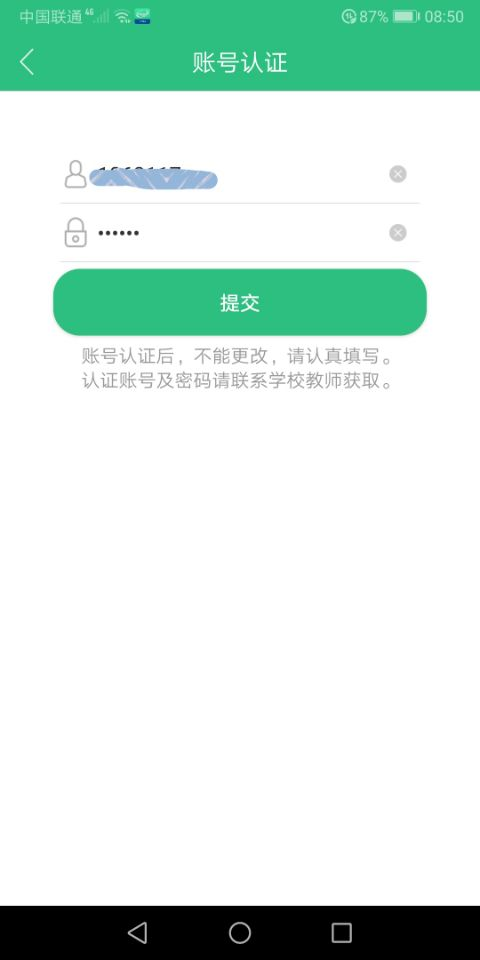 中国联通 4G 87% 08:50
账号认证
••••••
提交
账号认证后，不能更改，请认真填写。
认证账号及密码请联系学校教师获取。